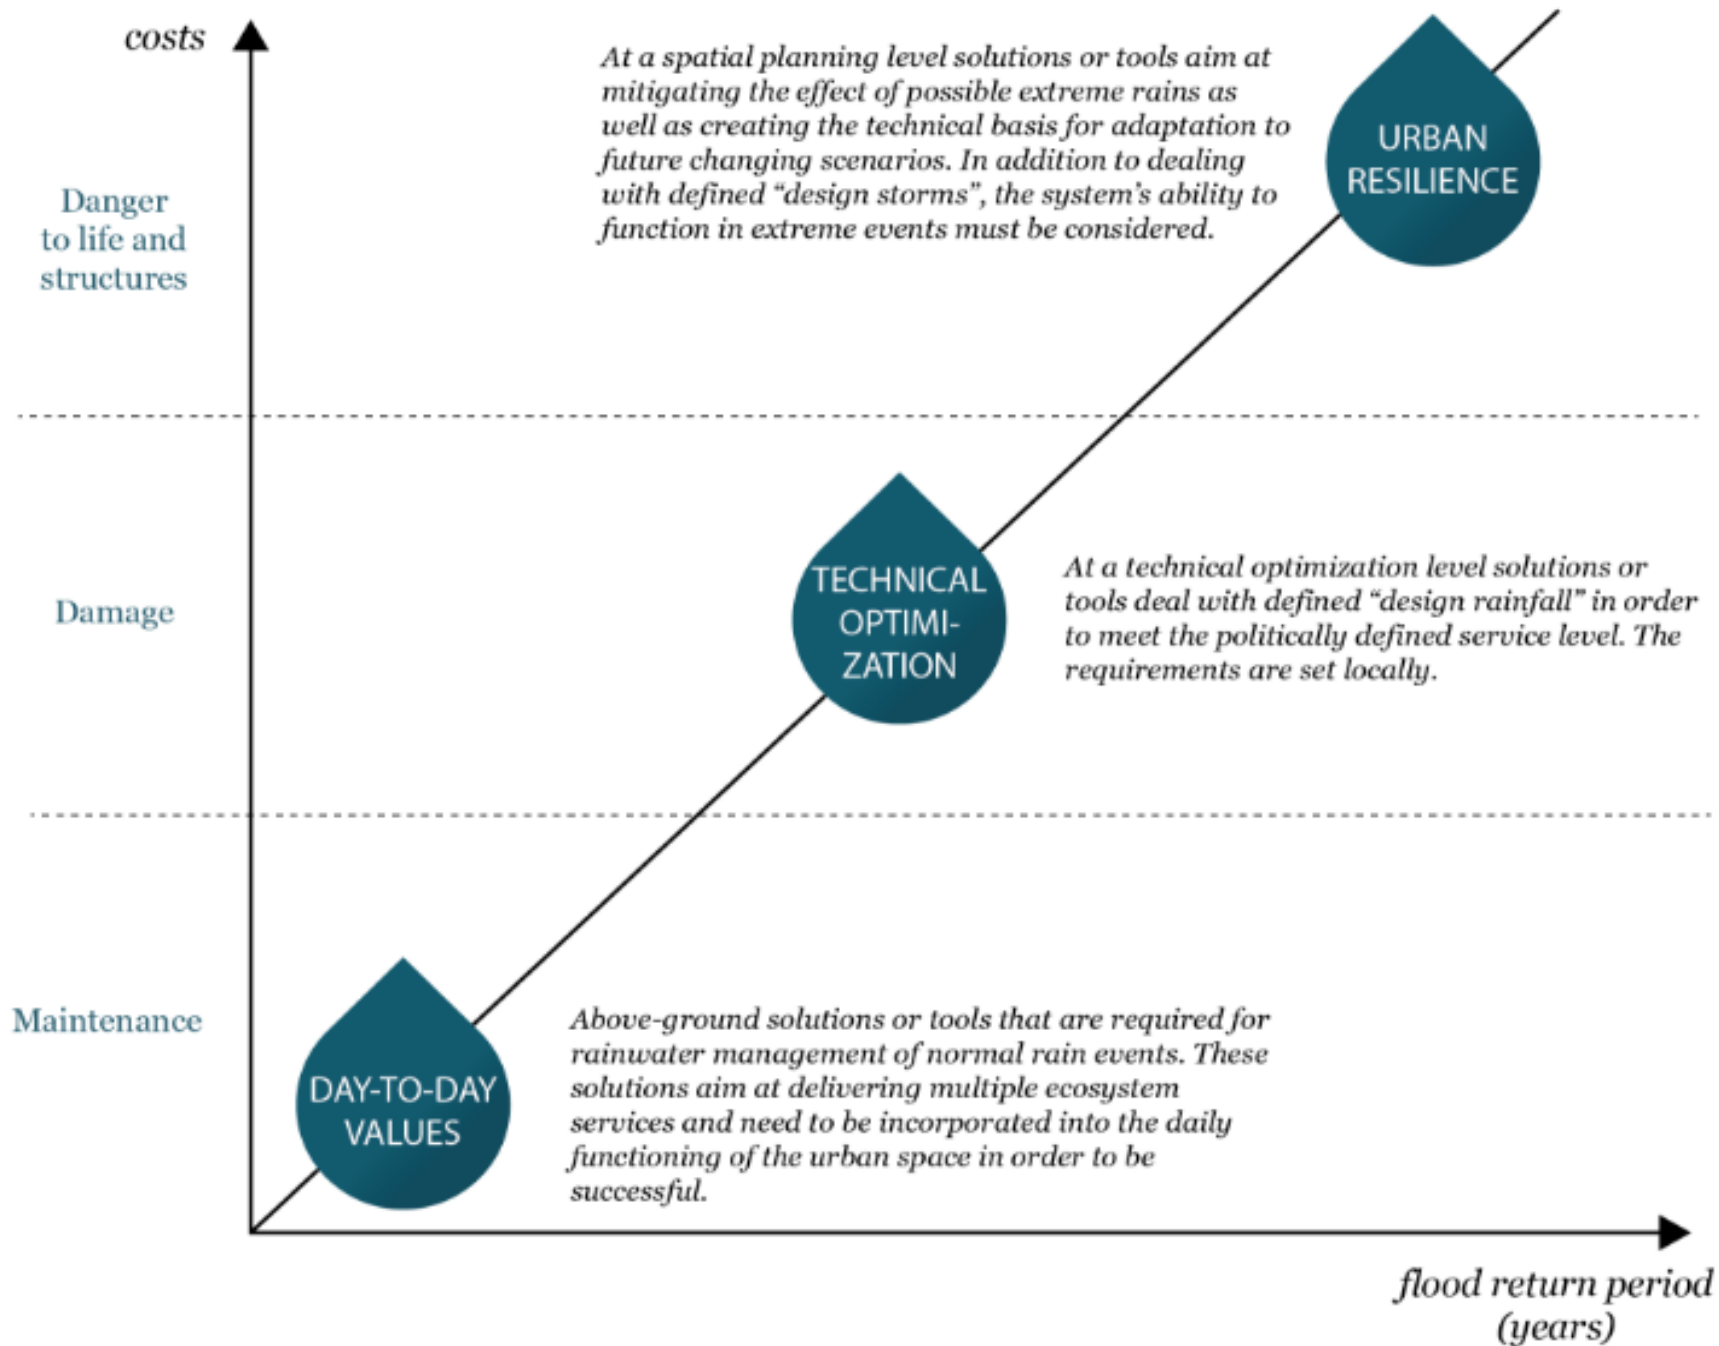 costs
At a spatial planning level solutions or tools aim at
mitigating the effect of possible extreme rains as
well as creating the technical basis for adaptation to
future changing scenarios. In addition to dealing
with defined “design storms”, the system’s ability to
function in extreme events must be considered.
URBAN
RESILIENCE
Danger
to life and
structures
TECHNICAL
OPTIMI-
ZATION
At a technical optimization level solutions or
tools deal with defined “design rainfall” in order
to meet the politically defined service level. The
requirements are set locally.
Damage
Maintenance
DAY-TO-DAY
VALUES
Above-ground solutions or tools that are required for
rainwater management of normal rain events. These
solutions aim at delivering multiple ecosystem
services and need to be incorporated into the daily
functioning of the urban space in order to be
successful.
flood return period
(years)